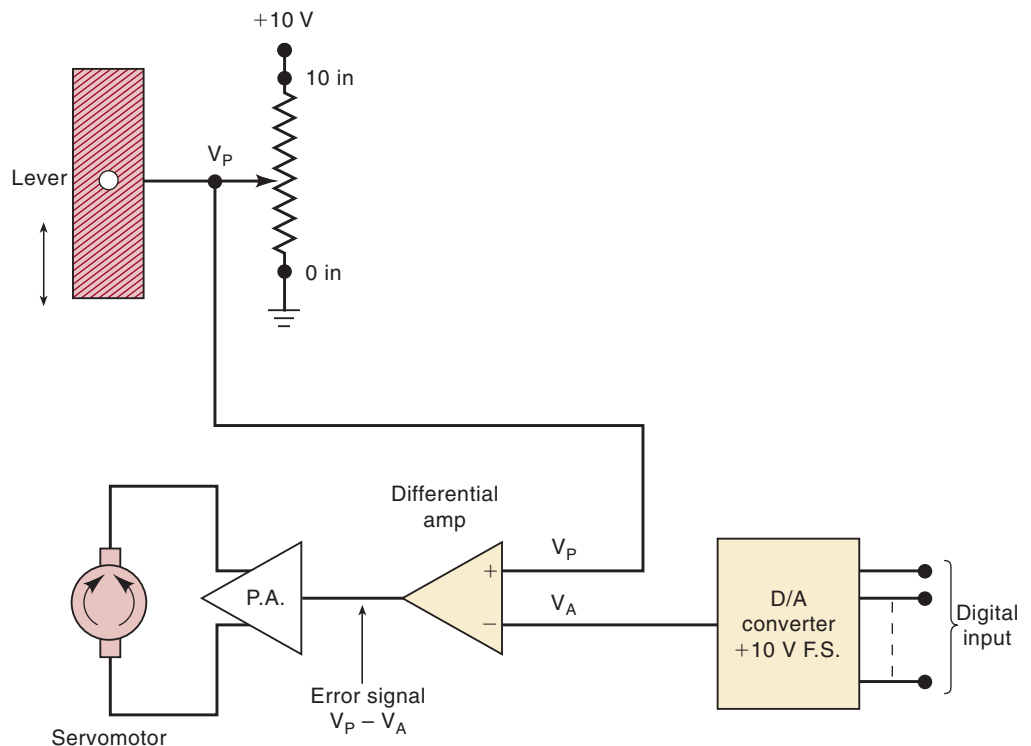 +10 V
10 in
V_P
Lever
0 in
Differential
amp
V_P
+
P.A.
V_A
−
D/A
converter
+10 V F.S.
Digital
input
Error signal
V_P – V_A
Servomotor